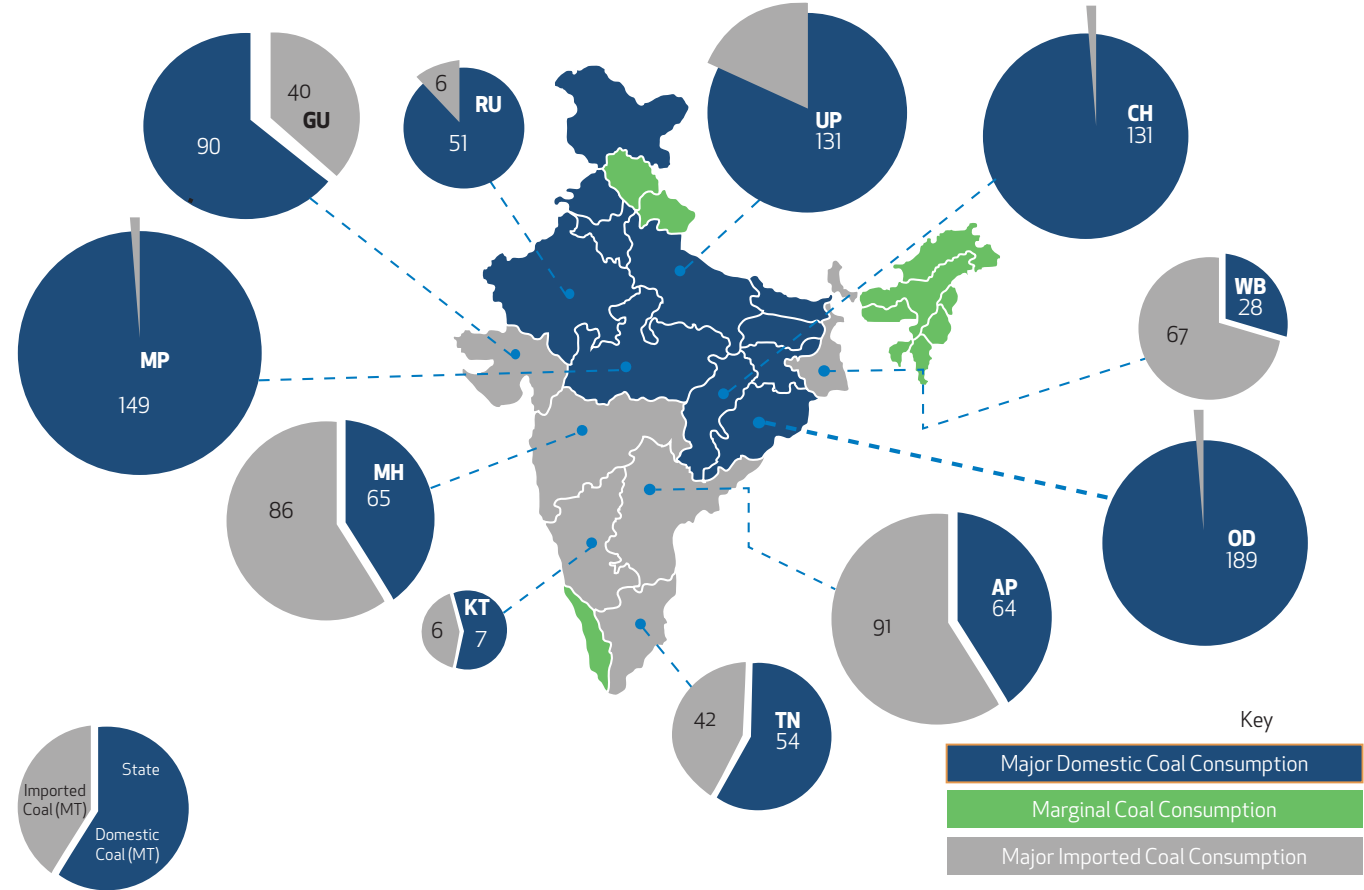 40
GU
90
6
RU
51
UP
131
CH
131
MP
149
WB
28
67
MH
65
86
OD
189
KT
6
7
AP
64
91
TN
54
42
Key
Major Domestic Coal Consumption
Marginal Coal Consumption
Major Imported Coal Consumption
State
Imported
Coal (MT)
Domestic
Coal (MT)